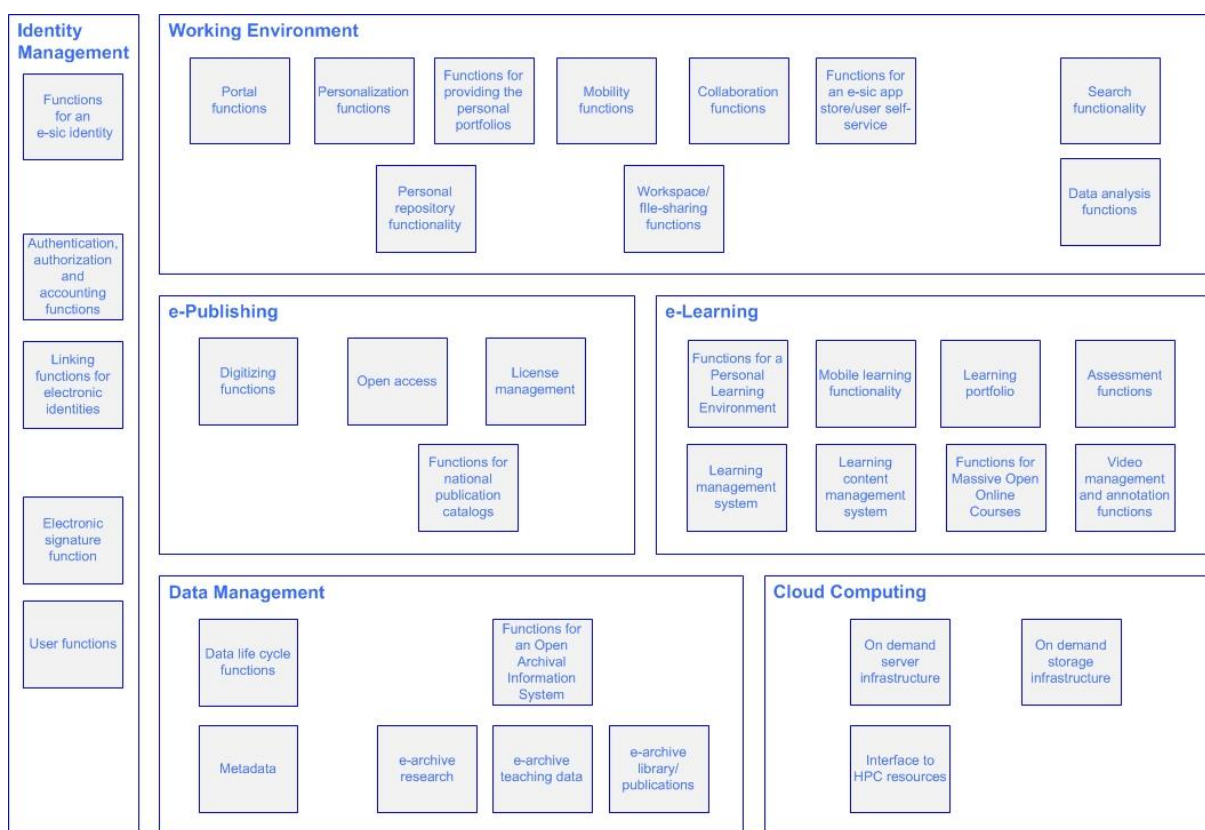 Identity
Management
Functions
for an
e-sic identity
Authentication,
authorization
and
accounting
functions
Linking
functions for
electronic
identities
Electronic
signature
function
User functions
Working Environment
Portal
functions
Personalization
functions
Functions for
providing the
personal
portfolios
Mobility
functions
Collaboration
functions
Functions for
an e-sic app
store/user self-
service
Search
functionality
Personal
repository
functionality
Workspace/
file-sharing
functions
Data analysis
functions
e-Publishing
Digitizing
functions
Open access
License
management
Functions for
national
publication
catalogs
e-Learning
Functions for a
Personal
Learning
Environment
Mobile learning
functionality
Learning
portfolio
Assessment
functions
Learning
management
system
Learning
content
management
system
Functions for
Massive Open
Online
Courses
Video
management
and annotation
functions
Data Management
Data life cycle
functions
Functions for
an Open
Archival
Information
System
Metadata
e-archive
research
e-archive
teaching data
e-archive
library/
publications
Cloud Computing
On demand
server
infrastructure
On demand
storage
infrastructure
Interface to
HPC resources